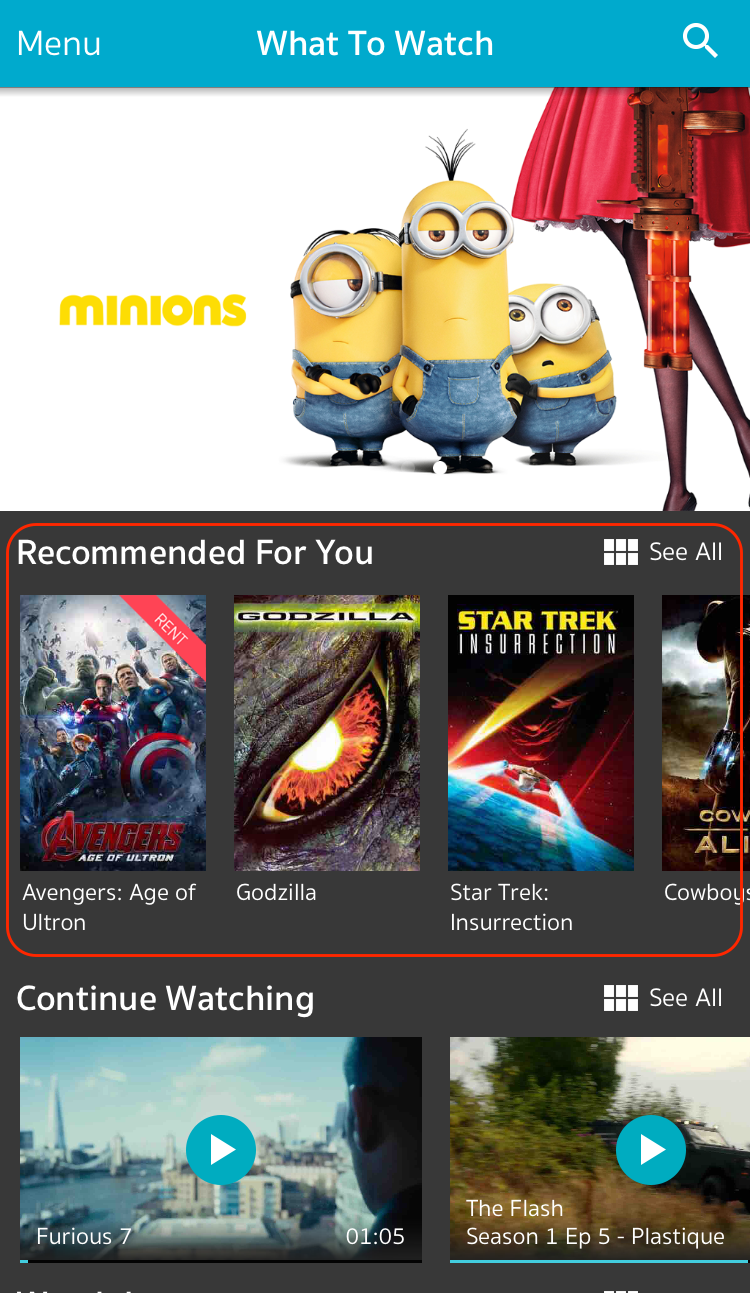 Menu
What To Watch
minions
Recommended For You
See All
RENT
AVENGERS
AGE OF ULTRON
GODZILLA
STAR TREK
INSURRECTION
COW
ALI
Avengers: Age of
Ultron
Godzilla
Star Trek:
Insurrection
Cowboys
Continue Watching
See All
Furious 7
01:05
The Flash
Season 1 Ep 5 - Plastique